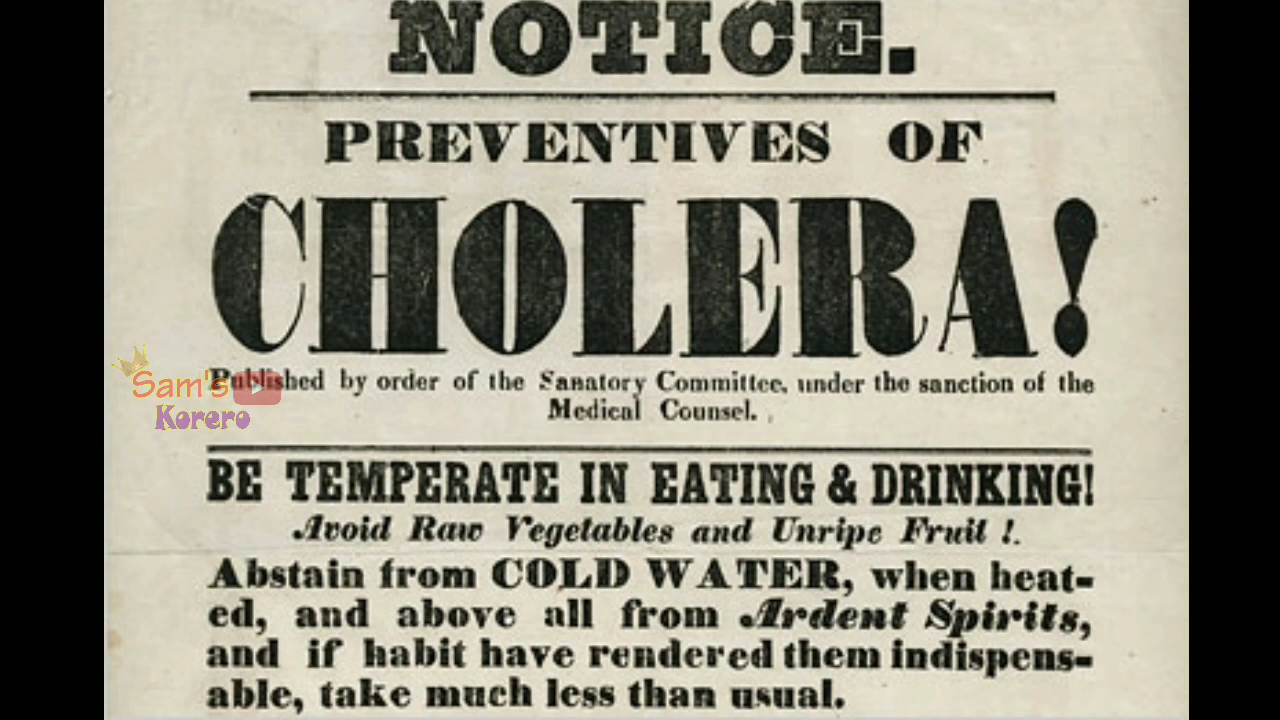 NOTICE.
PREVENTIVES OF
CHOLERA!
Published by order of the Sanatory Committee, under the sanction of the
Medical Counsel.
Sam's
Korero
BE TEMPERATE IN EATING & DRINKING!
Avoid Raw Vegetables and Unripe Fruit !.
Abstain from COLD WATER, when heat-
ed, and above all from Ardent Spirits,
and if habit have rendered them indispens-
able, take much less than usual.